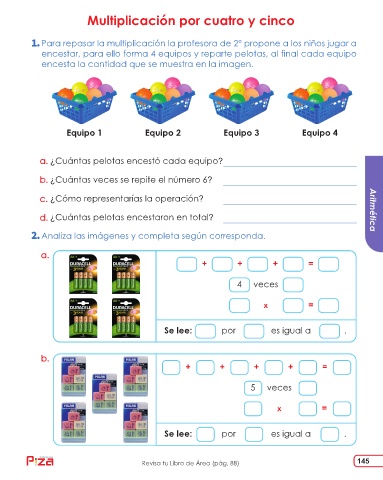 Multiplicación por cuatro y cinco
1. Para repasar la multiplicación la profesora de 2° propone a los niños jugar a
encestar, para ello forma 4 equipos y reparte pelotas, al final cada equipo
encesta la cantidad que se muestra en la imagen.
Equipo 1 Equipo 2 Equipo 3 Equipo 4
a. ¿Cuántas pelotas encestó cada equipo?
b. ¿Cuántas veces se repite el número 6?
c. ¿Cómo representarías la operación?
d. ¿Cuántas pelotas encestaron en total?
Aritmética
2. Analiza las imágenes y completa según corresponda.
a.
DURACELL DURACELL
DURACELL DURACELL
+ + + =
4 veces
x =
Se lee: por es igual a .
b.
+ + + + =
5 veces
x =
Se lee: por es igual a .
Piza
Revisa tu Libro de Área (pág. 88)
145